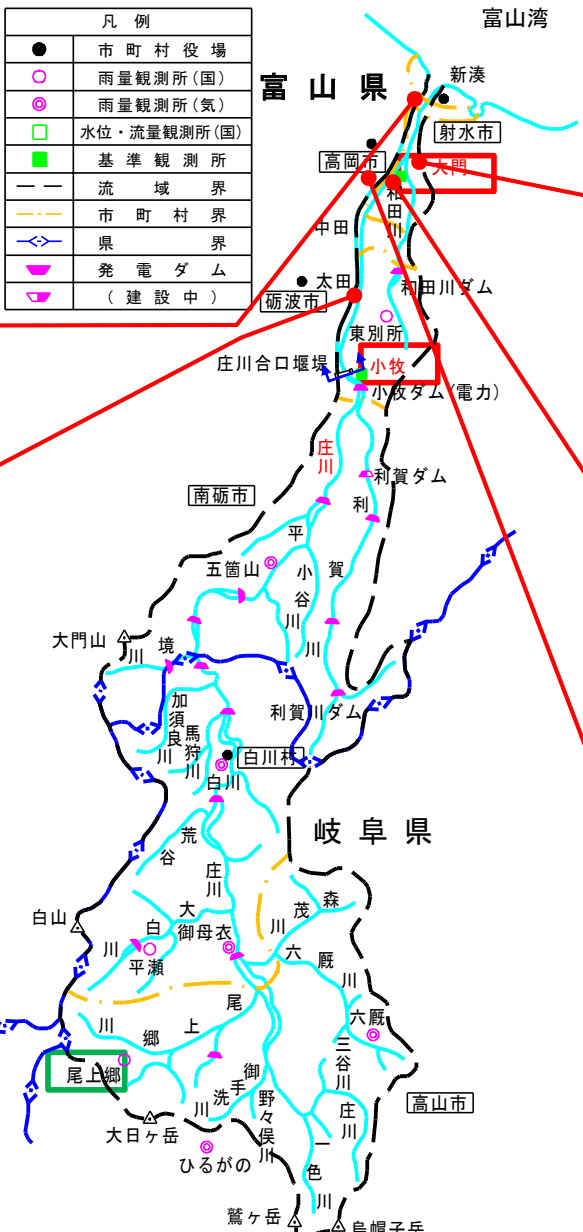 凡例
市町村役場
雨量観測所(国)
雨量観測所(気)
水位・流量観測所(国)
基準観測所
流域界
市町村界
県界
発電ダム
(建設中)
富山湾
富山県
新湊
射水市
高岡市
大門
和田川
中田
太田
和田川ダム
砺波市
東別所
庄川合口堰堤
小牧
小牧ダム(電力)
庄川
利賀ダム
南砺市
利賀川
平
五箇山
小谷川
大門山
境川
加須良川
馬狩川
利賀川ダム
白川村
白川
岐阜県
荒谷
庄川
森茂川
白山
大白川
御母衣
平瀬
六厩川
尾上郷川
六厩
三谷川
尾上郷
御手洗川
野々俣川
庄川
高山市
大日ヶ岳
一色川
ひるがの
鷲ヶ岳
烏帽子岳